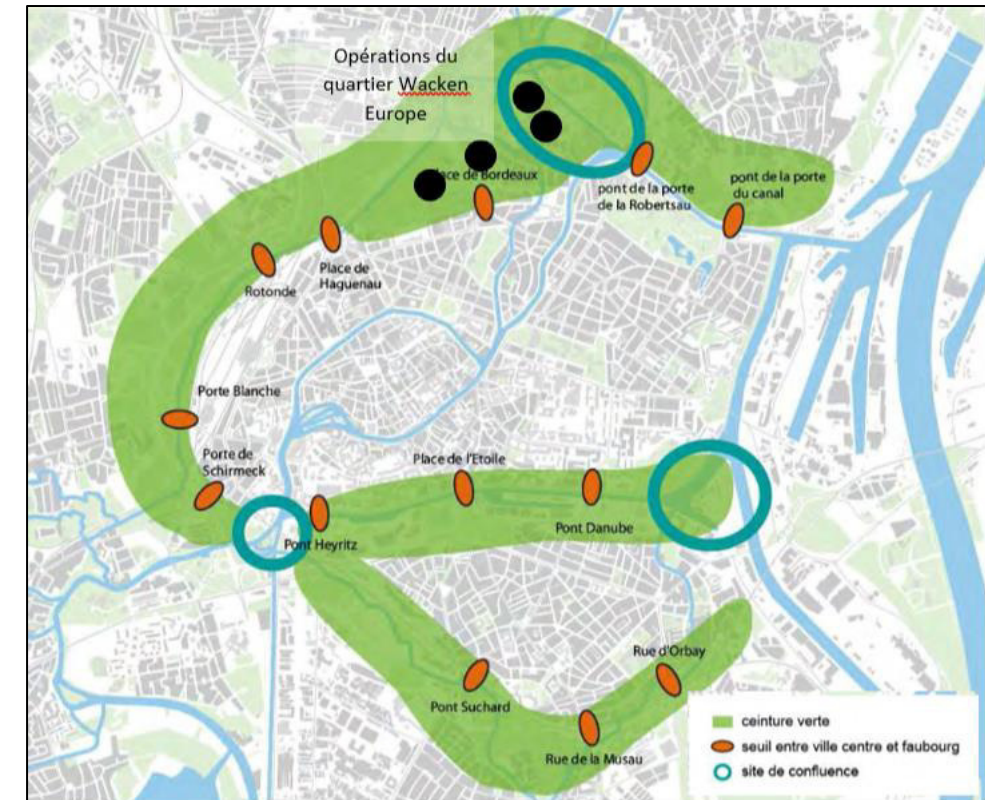 Opérations du
quartier Wacken
Europe
ace de Bordeaux
pont de la porte
de la Robertsau
pont de la porte
du canal
Place de
Haguenau
Rotonde
Porte Blanche
Porte de
Schirmeck
Place de l'Etoile
Pont Heyritz
Pont Danube
Rue d'Orbay
Pont Suchard
Rue de la Musau
ceinture verte
seuil entre ville centre et faubourg
site de confluence